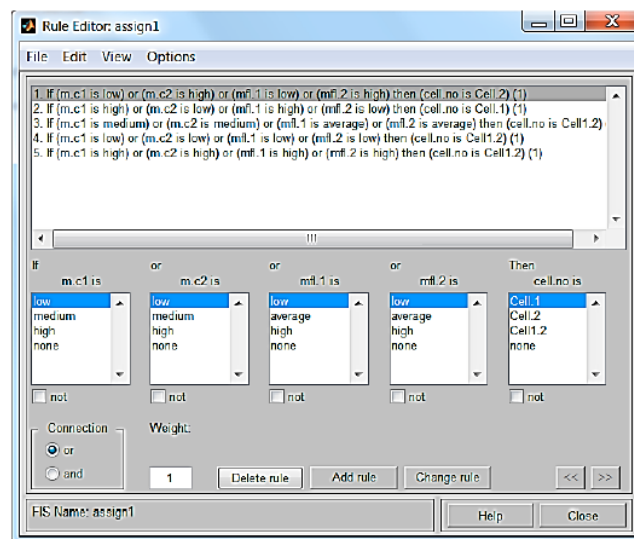 Rule Editor: assign1
File Edit View Options
1. If (m.c1 is low) or (m.c2 is high) or (mfl.1 is low) or (mfl.2 is high) then (cell.no is Cell.2) (1)
2. If (m.c1 is high) or (m.c2 is low) or (mfl.1 is high) or (mfl.2 is low) then (cell.no is Cell.1) (1)
3. If (m.c1 is medium) or (m.c2 is medium) or (mfl.1 is average) or (mfl.2 is average) then (cell.no is Cell1.2)
4. If (m.c1 is low) or (m.c2 is low) or (mfl.1 is low) or (mfl.2 is low) then (cell.no is Cell1.2) (1)
5. If (m.c1 is high) or (m.c2 is high) or (mfl.1 is high) or (mfl.2 is high) then (cell.no is Cell1.2) (1)
If or or or Then
m.c1 is m.c2 is mfl.1 is mfl.2 is cell.no is
low low low low Cell.1
medium medium average average Cell.2
high high high high Cell1.2
none none none none none
not not not not not
Connection Weight:
or
and 1 Delete rule Add rule Change rule << >>
FIS Name: assign1 Help Close